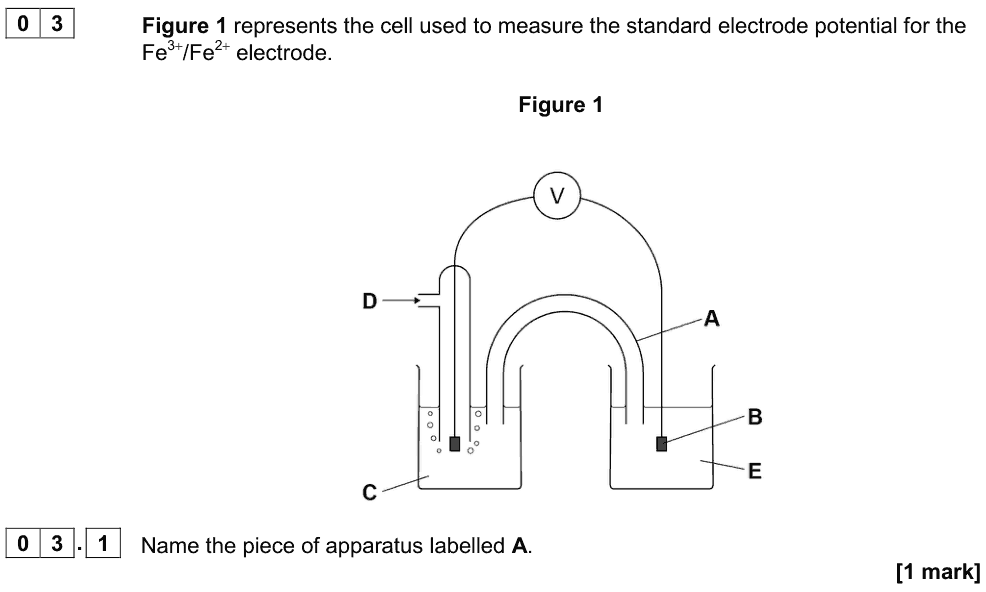 0 3 Figure 1 represents the cell used to measure the standard electrode potential for the
Fe³⁺/Fe²⁺ electrode.
Figure 1
V
D
A
B
E
C
0 3 . 1 Name the piece of apparatus labelled A.
[1 mark]